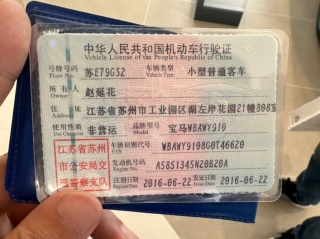 中华人民共和国机动车行驶证
Vehicle License of the People's Republic of China
号牌号码 苏E79G52 车辆类型 小型普通客车
Plate No. Vehicle Type
所有人 赵延花
住址 江苏省苏州市工业园区湖左岸花园21幢808室
使用性质 非营运 品牌型号 宝马WBAWY910
江苏省苏州市公安局交通警察支队
车辆识别代号 WBAWY9108G0T46620
VIN
发动机号码 A5851345N20B20A
Engine No.
注册日期 2016-06-22 发证日期 2016-06-22
Register Date Issue Date